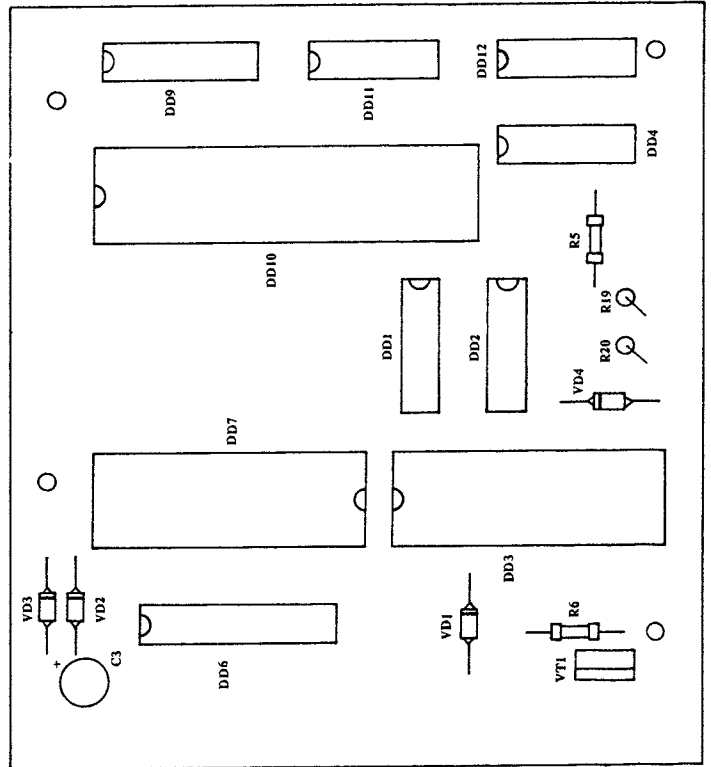 DD9
DD11
DD12
DD4
DD10
R5
R19
R20
DD1
DD2
VD4
DD7
DD3
VD3
VD2
C3
+
DD6
VD1
R6
VT1